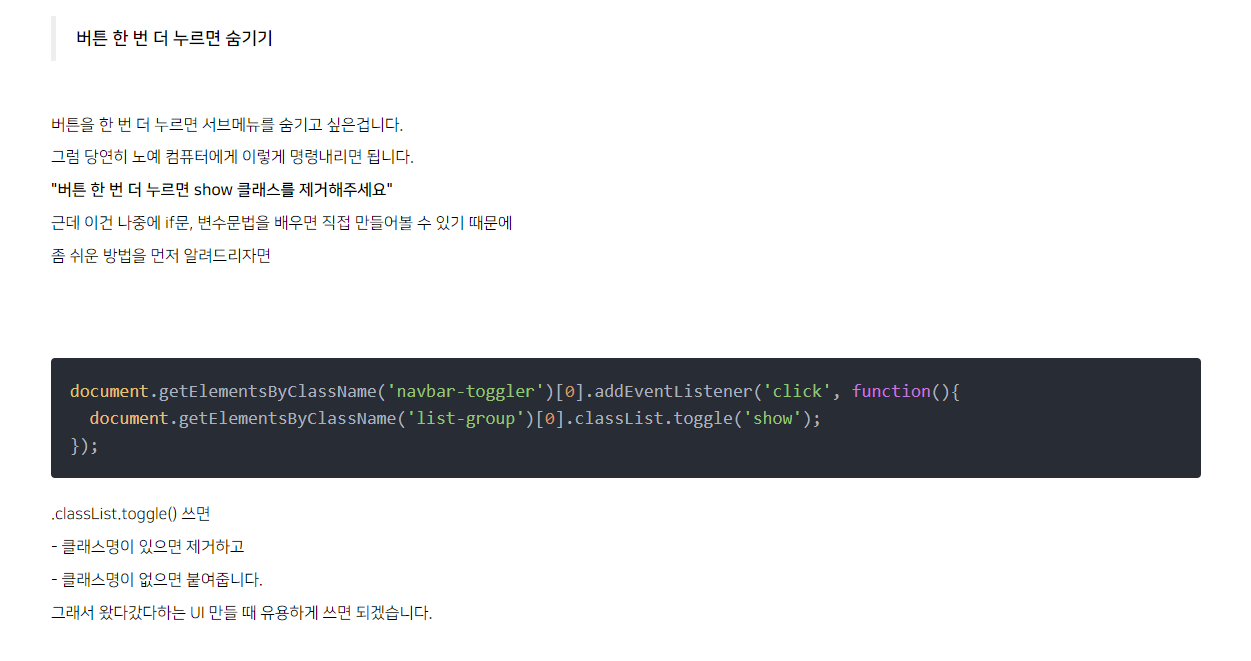 버튼 한 번 더 누르면 숨기기
버튼을 한 번 더 누르면 서브메뉴를 숨기고 싶은겁니다.
그럼 당연히 노예 컴퓨터에게 이렇게 명령내리면 됩니다.
"버튼 한 번 더 누르면 show 클래스를 제거해주세요"
근데 이건 나중에 if문, 변수문법을 배우면 직접 만들어볼 수 있기 때문에
좀 쉬운 방법을 먼저 알려드리자면
document.getElementsByClassName('navbar-toggler')[0].addEventListener('click', function(){
  document.getElementsByClassName('list-group')[0].classList.toggle('show');
});
.classList.toggle() 쓰면
- 클래스명이 있으면 제거하고
- 클래스명이 없으면 붙여줍니다.
그래서 왔다갔다하는 UI 만들 때 유용하게 쓰면 되겠습니다.